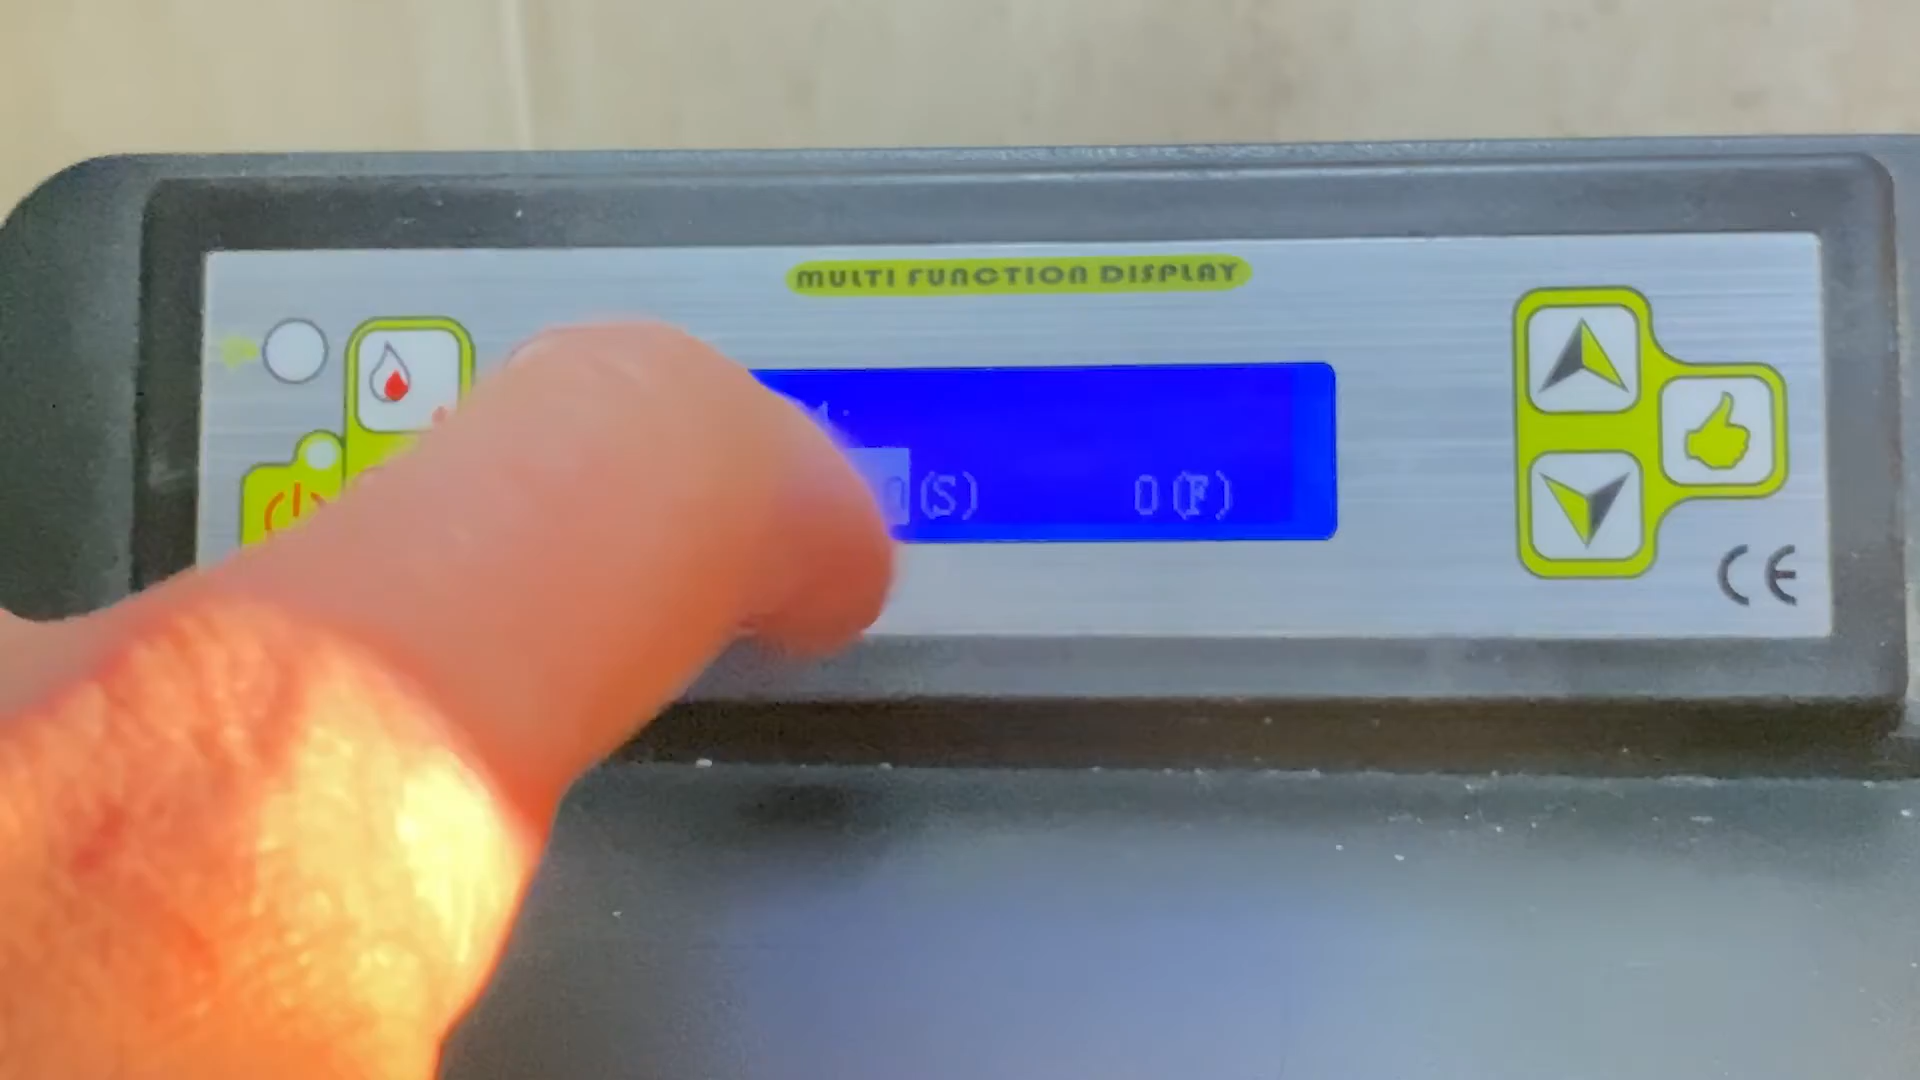 MULTI FUNCTION DISPLAY
(S) 0(F)
CE